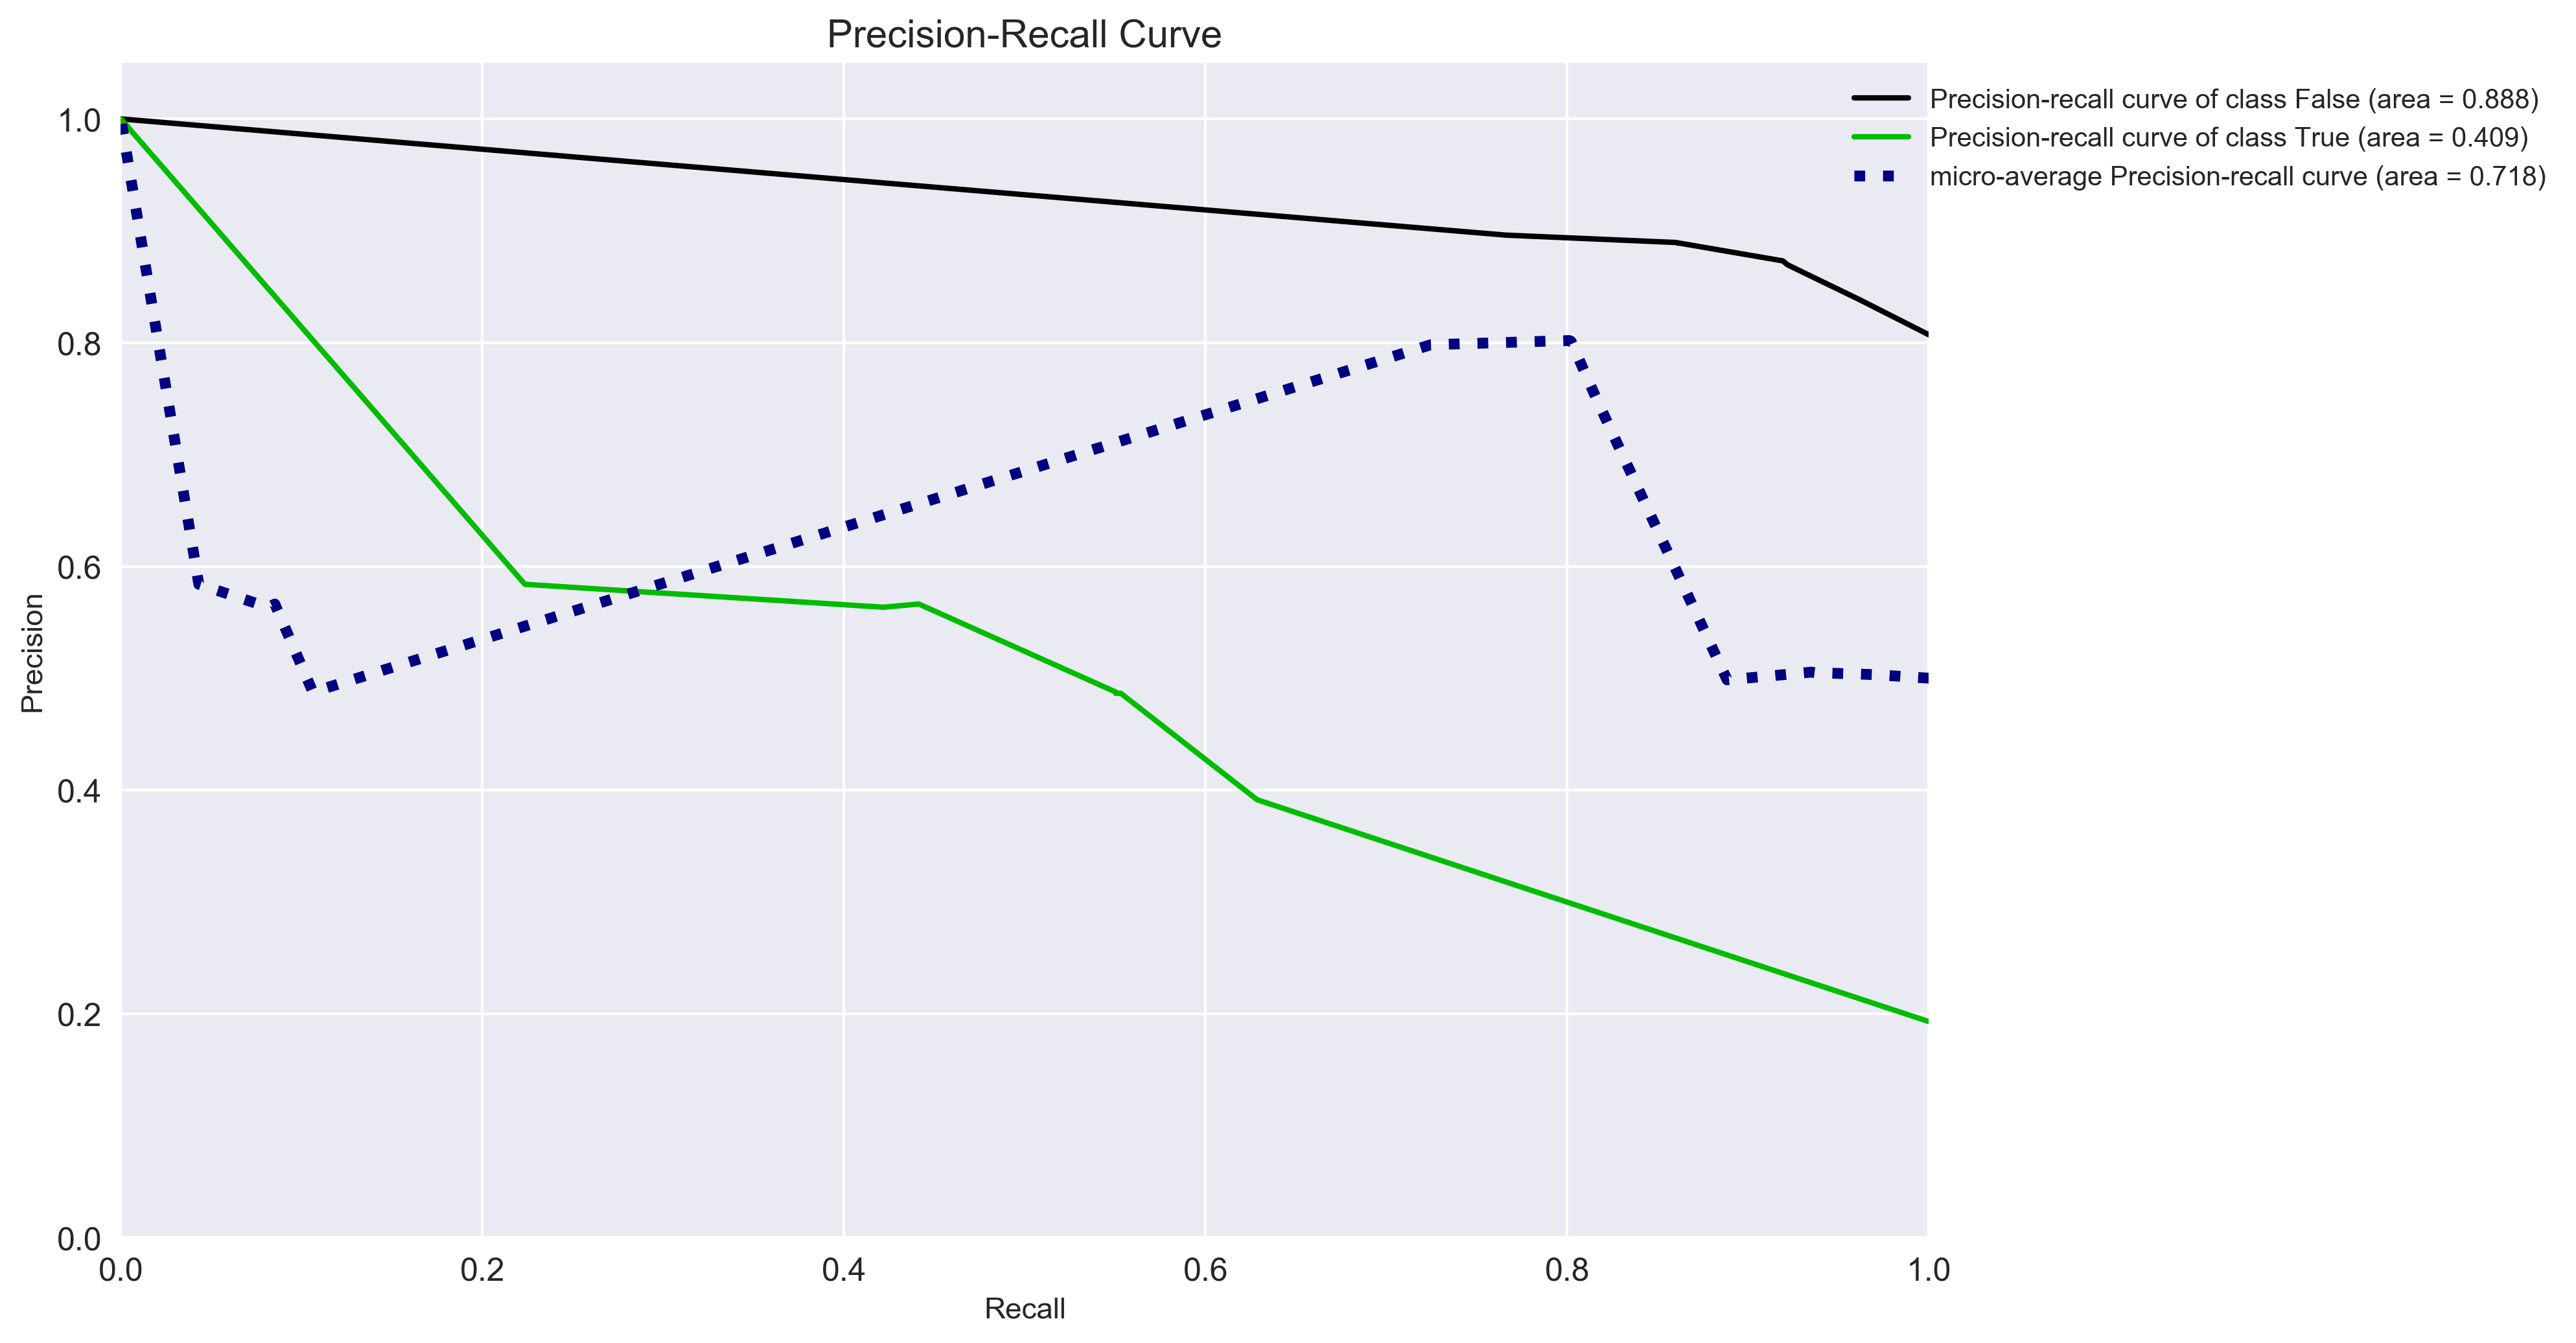 Precision-Recall Curve
Precision-recall curve of class False (area = 0.888)
Precision-recall curve of class True (area = 0.409)
micro-average Precision-recall curve (area = 0.718)
1.0
0.8
0.6
0.4
0.2
0.0
Precision
0.0 0.2 0.4 0.6 0.8 1.0
Recall